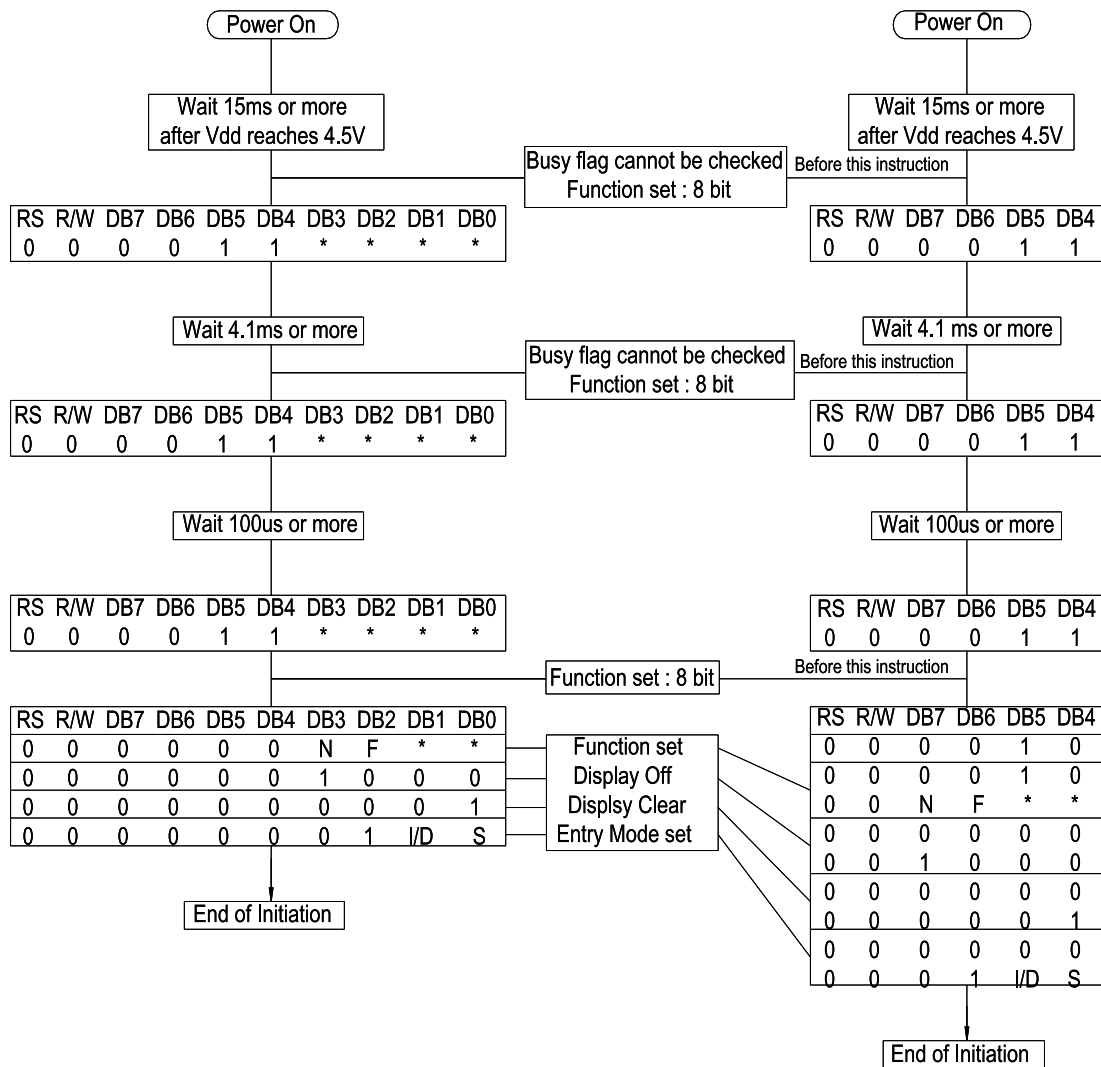 Power On
Wait 15ms or more
after Vdd reaches 4.5V
RS R/W DB7 DB6 DB5 DB4 DB3 DB2 DB1 DB0
0 0 0 0 1 1 * * * *
Wait 4.1ms or more
RS R/W DB7 DB6 DB5 DB4 DB3 DB2 DB1 DB0
0 0 0 0 1 1 * * * *
Wait 100us or more
RS R/W DB7 DB6 DB5 DB4 DB3 DB2 DB1 DB0
0 0 0 0 1 1 * * * *
RS R/W DB7 DB6 DB5 DB4 DB3 DB2 DB1 DB0
0 0 0 0 0 0 N F * *
0 0 0 0 0 0 1 0 0 0
0 0 0 0 0 0 0 0 0 1
0 0 0 0 0 0 0 1 I/D S
End of Initiation
Busy flag cannot be checked
Function set : 8 bit
Before this instruction
Busy flag cannot be checked
Function set : 8 bit
Before this instruction
Function set : 8 bit
Before this instruction
Function set
Display Off
Displsy Clear
Entry Mode set
Power On
Wait 15ms or more
after Vdd reaches 4.5V
RS R/W DB7 DB6 DB5 DB4
0 0 0 0 1 1
Wait 4.1 ms or more
RS R/W DB7 DB6 DB5 DB4
0 0 0 0 1 1
Wait 100us or more
RS R/W DB7 DB6 DB5 DB4
0 0 0 0 1 1
RS R/W DB7 DB6 DB5 DB4
0 0 0 0 1 0
0 0 0 0 1 0
0 0 N F * *
0 0 0 0 0 0
0 0 1 0 0 0
0 0 0 0 0 0
0 0 0 0 0 1
0 0 0 0 0 0
0 0 0 1 I/D S
End of Initiation